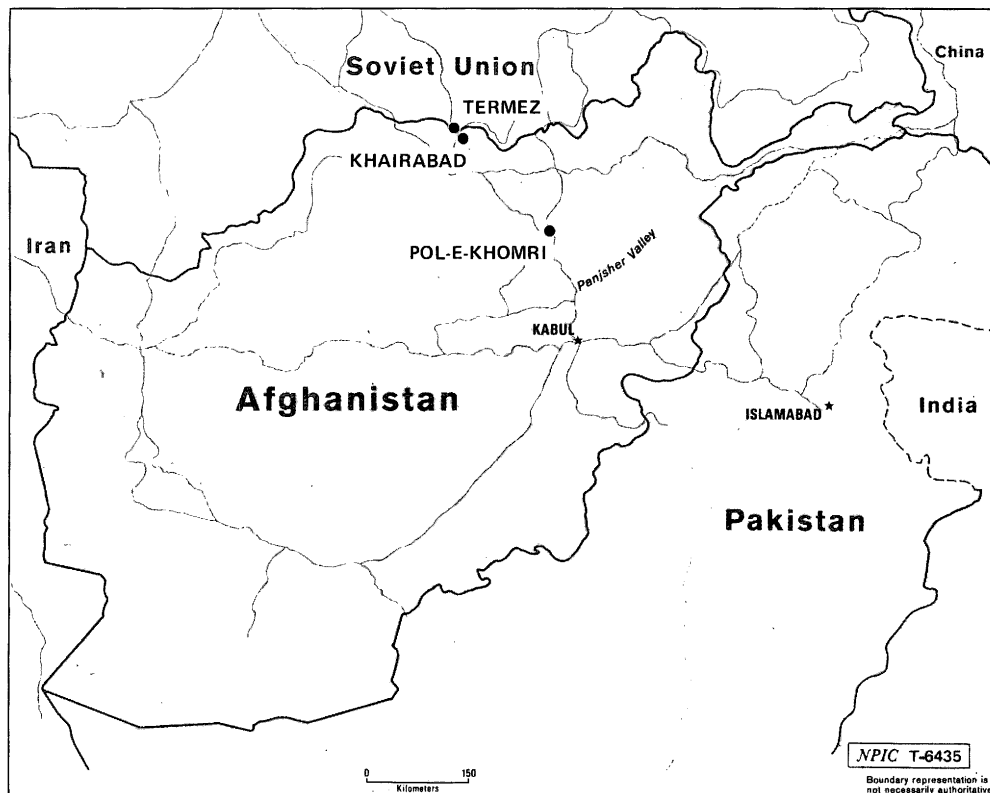 China
Soviet Union
TERMEZ
KHAIRABAD
Iran
POL-E-KHOMRI
Panjsher Valley
KABUL
Afghanistan
ISLAMABAD
India
Pakistan
NPIC T-6435
0 150
Kilometers
Boundary representation is
not necessarily authoritative